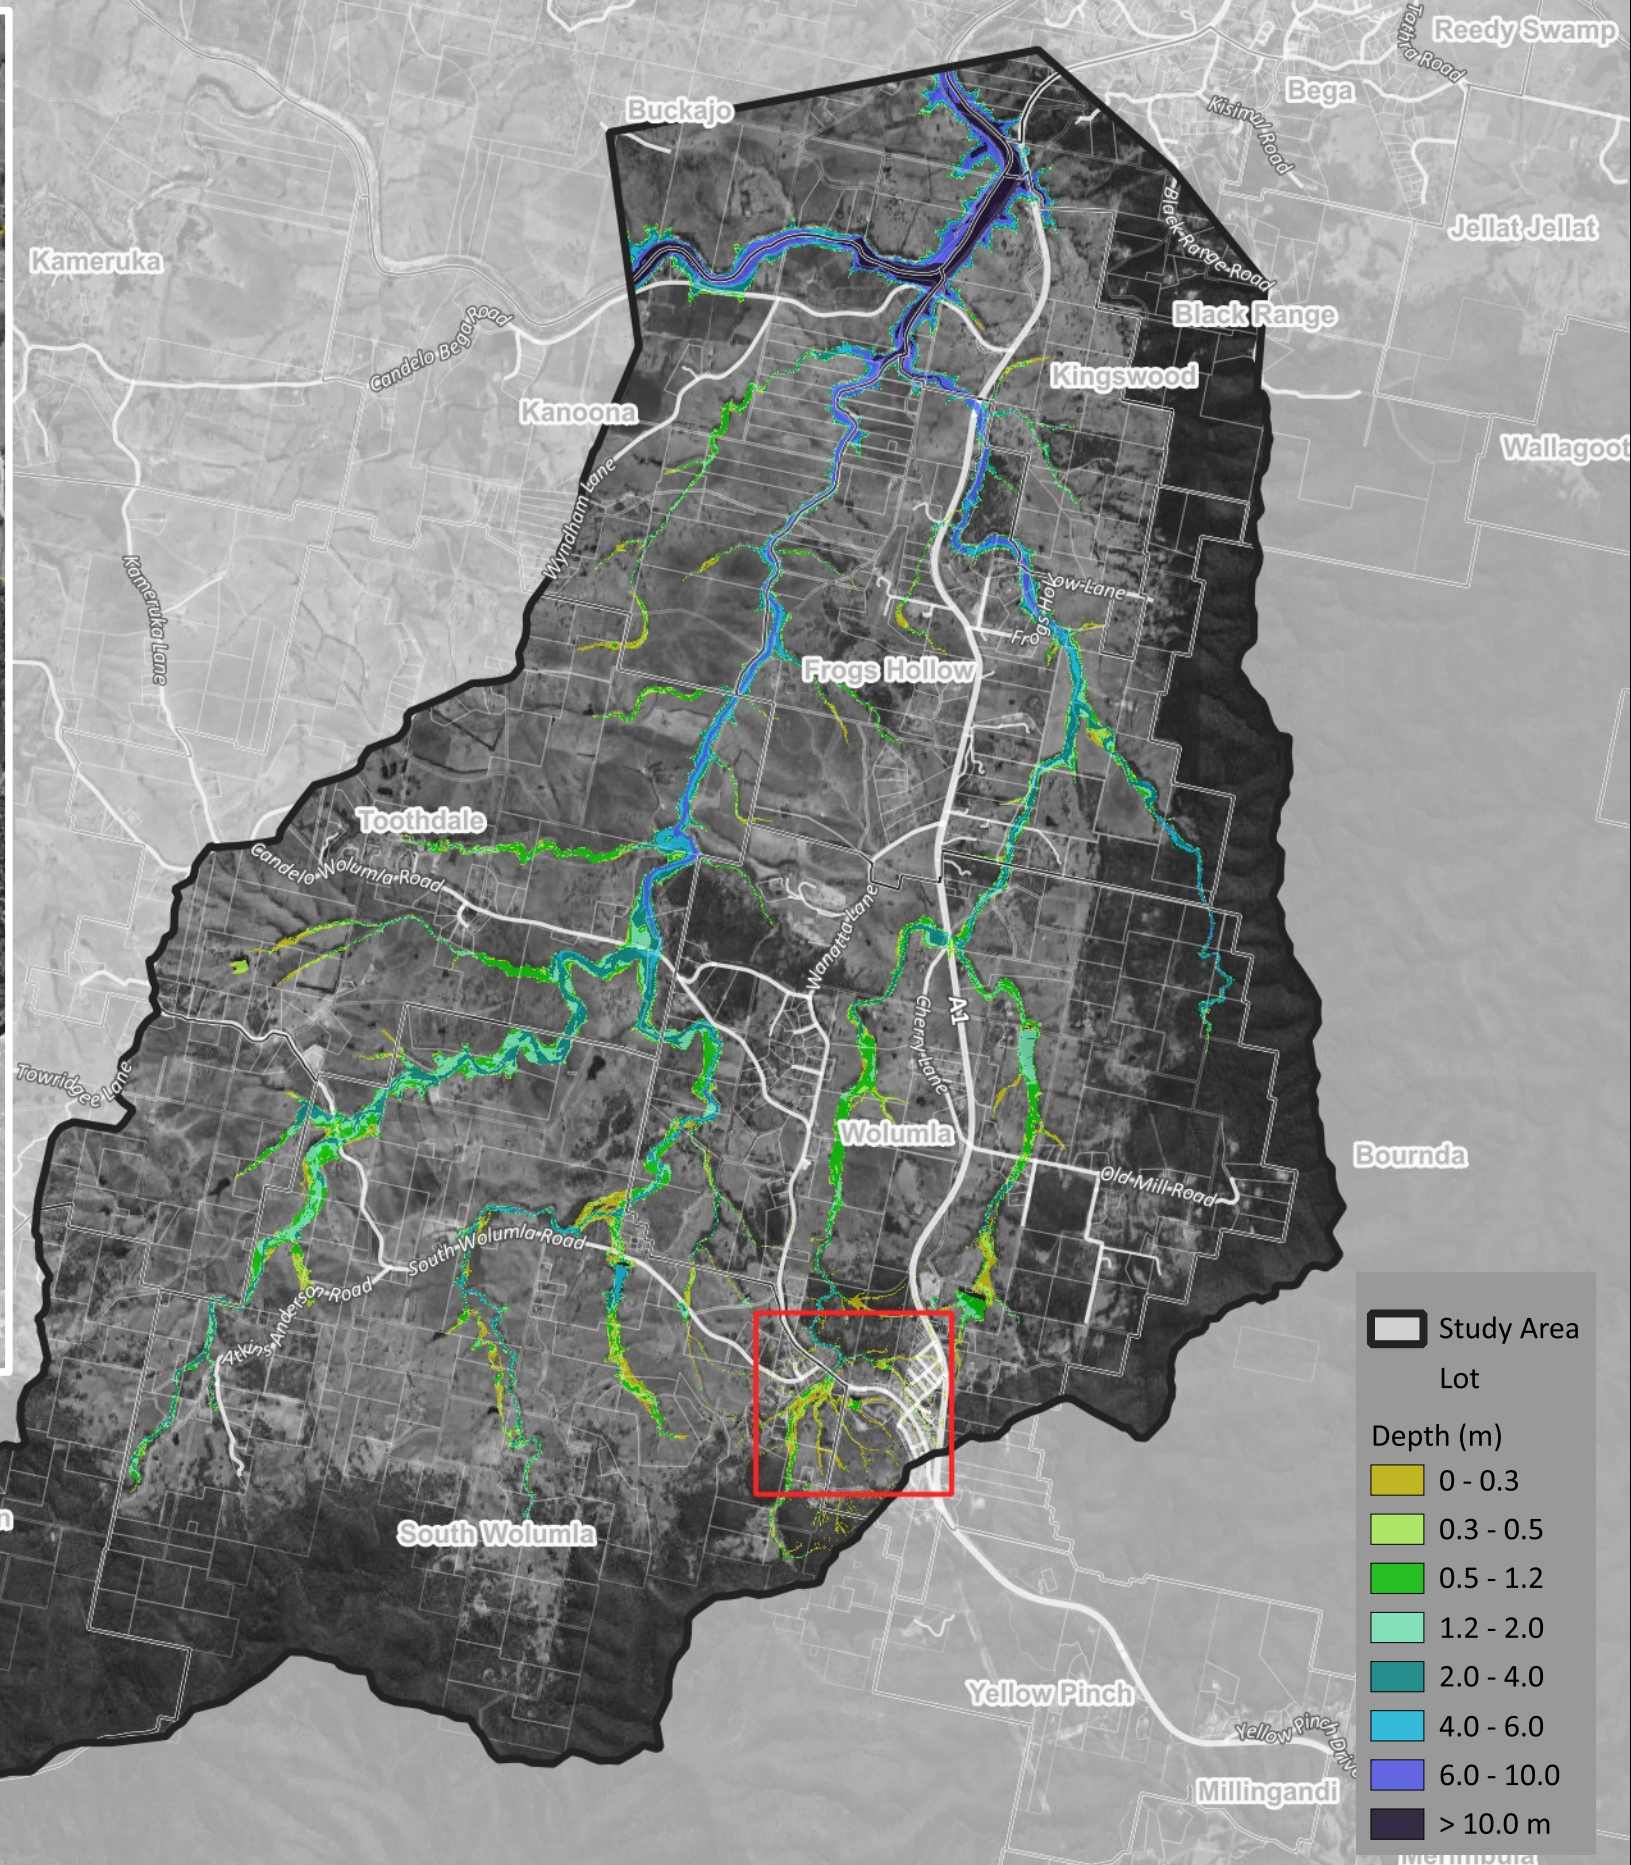 Reedy Swamp
Tathra Road
Bega
Buckajo
Kisimul Road
Black Range Road
Jellat Jellat
Kameruka
Black Range
Candelo Bega Road
Kingswood
Kanoona
Wallagoot
Wyndham Lane
Kameruka Lane
Frogs Hollow Lane
Frogs Hollow
Toothdale
Candelo Wolumla Road
Wanatta Lane
A1
Cherry Lane
Towridgee Lane
Wolumla
Bournda
Old Mill Road
South Wolumla Road
Atkins Anderson Road
South Wolumla
Yellow Pinch
Yellow Pinch Drive
Millingandi
Merimbula
Study Area
Lot
Depth (m)
0 - 0.3
0.3 - 0.5
0.5 - 1.2
1.2 - 2.0
2.0 - 4.0
4.0 - 6.0
6.0 - 10.0
> 10.0 m